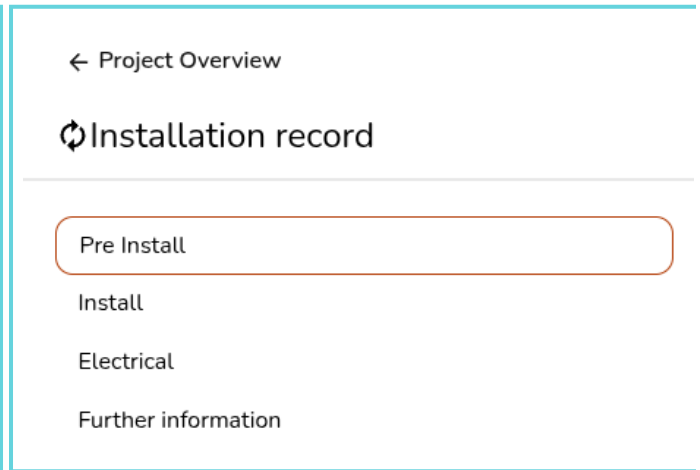 ← Project Overview
Installation record
Pre Install
Install
Electrical
Further information